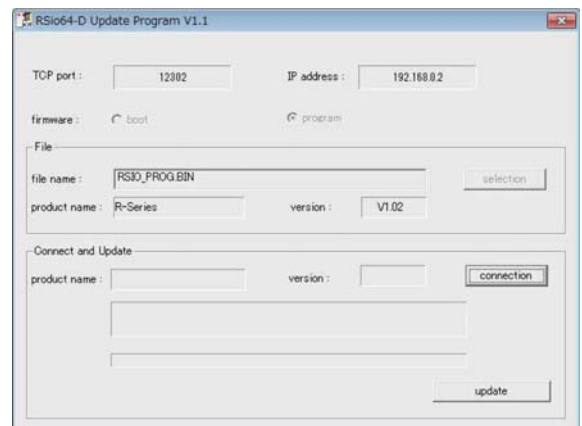 RSio64-D Update Program V1.1
TCP port : 12302 IP address : 192.168.0.2
firmware : boot program
File
file name : RSIO_PROG.BIN selection
product name : R-Series version : V1.02
Connect and Update
product name : version : connection
update